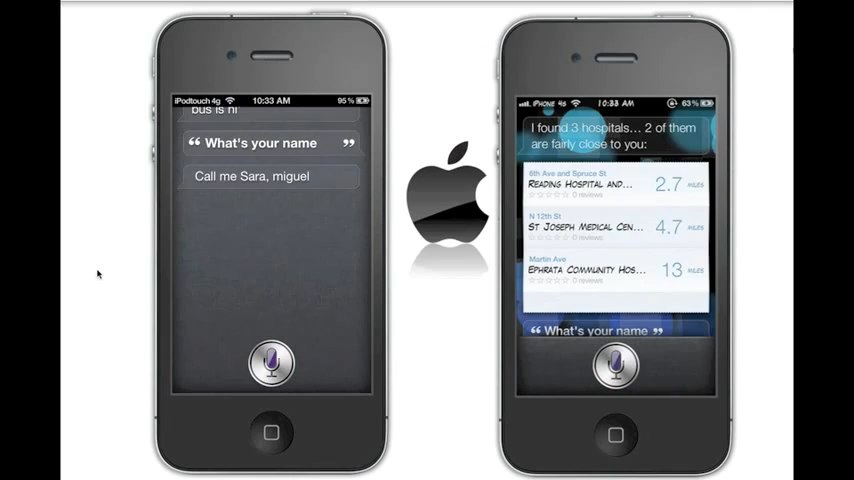 iPodtouch 4g 10:33 AM 95%
bus is hi
“ What's your name ”
Call me Sara, miguel
iPhone 4s 10:33 AM 63%
I found 3 hospitals... 2 of them
are fairly close to you:
6th Ave and Spruce St
Reading Hospital and... 2.7 miles
0 reviews
N 12th St
St Joseph Medical Cen... 4.7 miles
0 reviews
Martin Ave
Ephrata Community Hos... 13 miles
0 reviews
“ What's your name ”